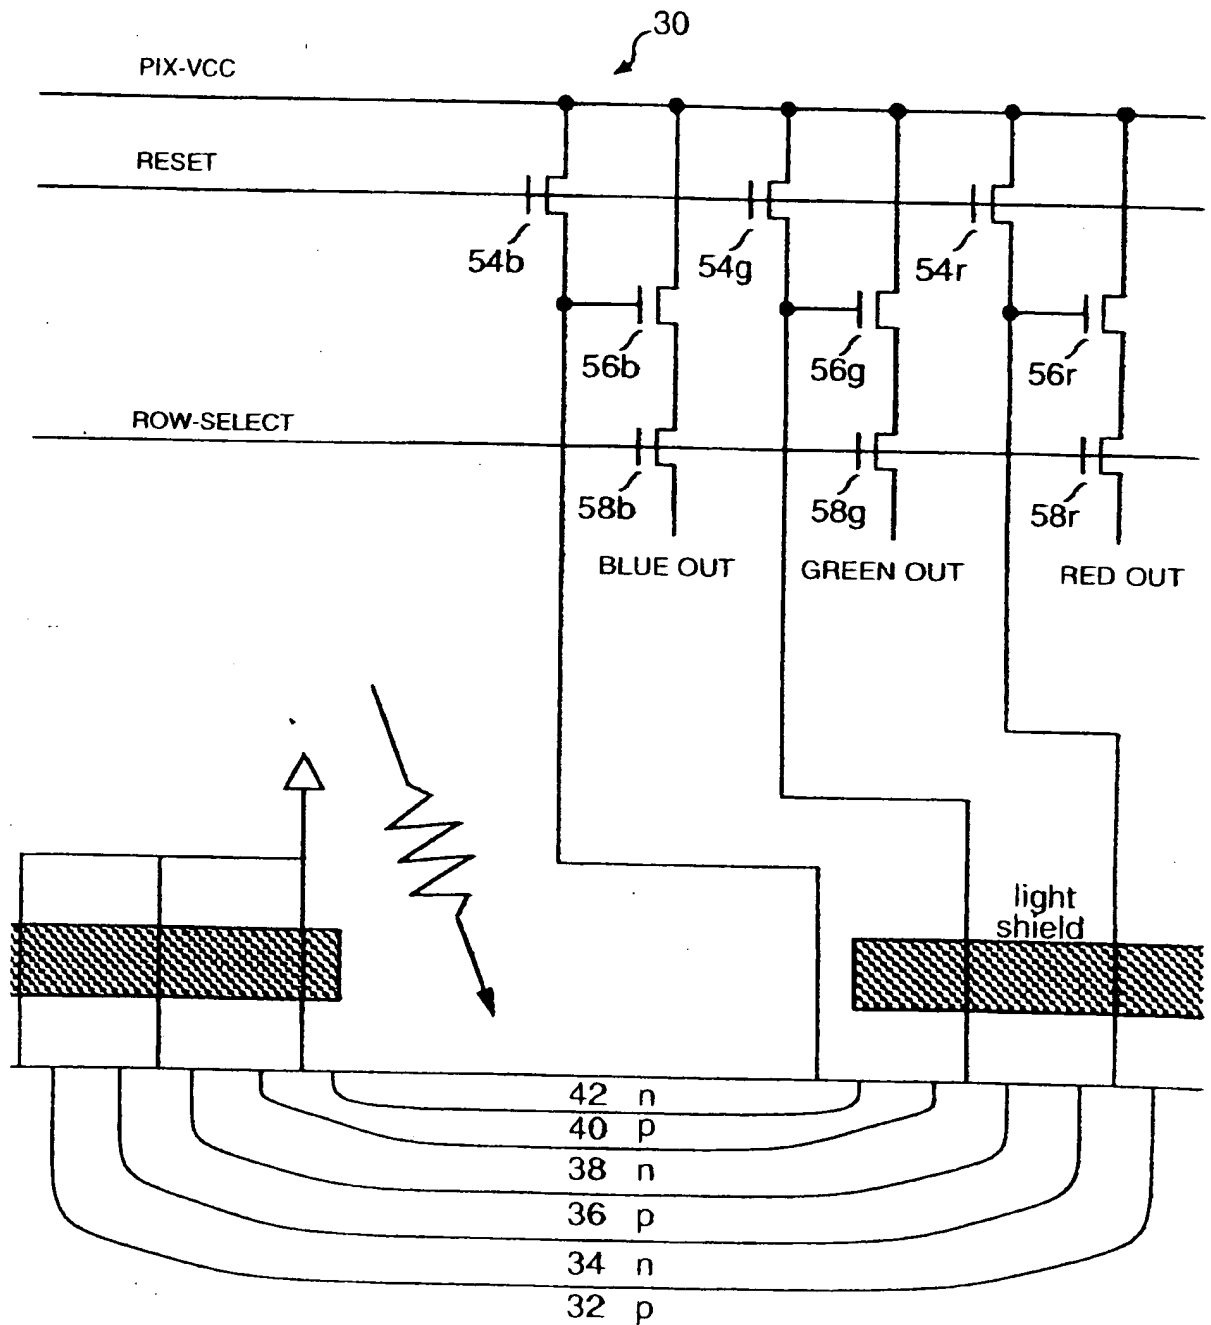 30
PIX-VCC
RESET
54b
54g
54r
56b
56g
56r
ROW-SELECT
58b
58g
58r
BLUE OUT
GREEN OUT
RED OUT
light
shield
42 n
40 p
38 n
36 p
34 n
32 p